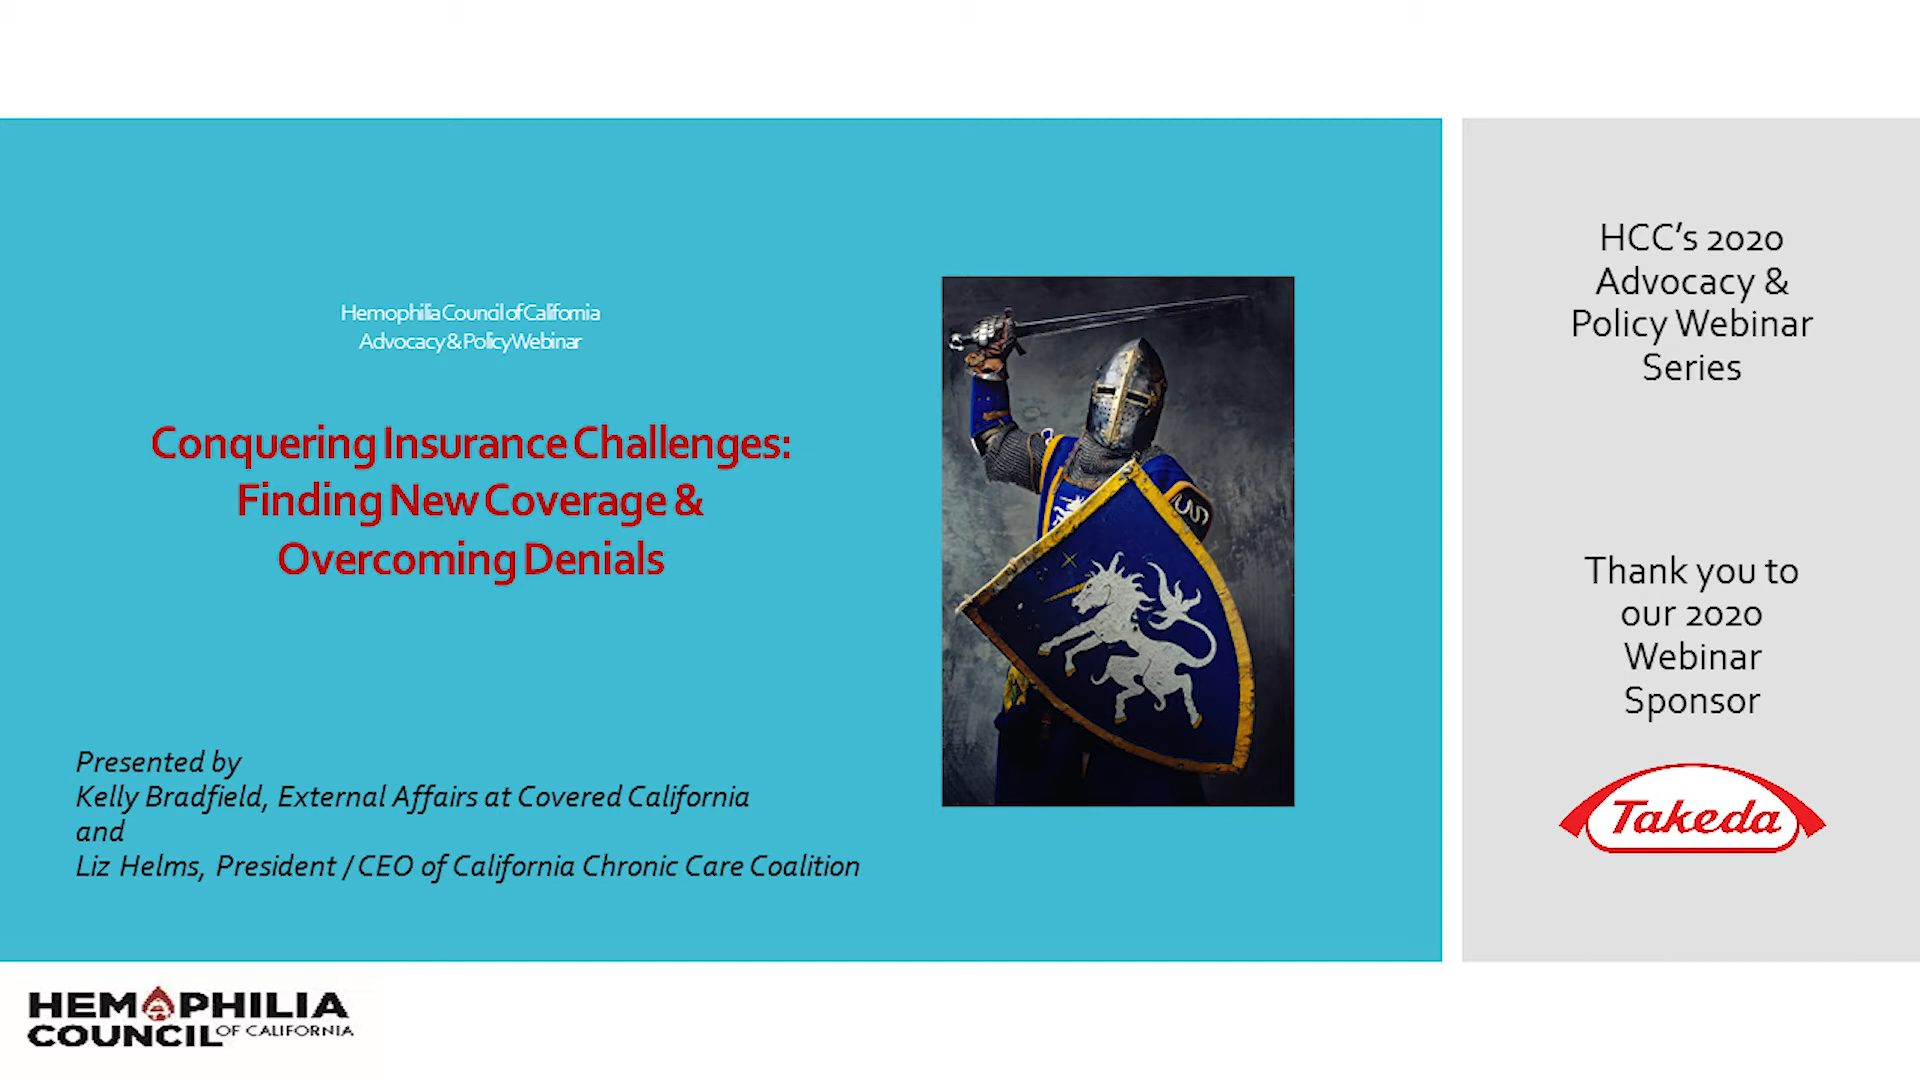 Hemophilia Council of California
Advocacy & Policy Webinar
Conquering Insurance Challenges:
Finding New Coverage &
Overcoming Denials
Presented by
Kelly Bradfield, External Affairs at Covered California
and
Liz Helms, President / CEO of California Chronic Care Coalition
HCC's 2020
Advocacy &
Policy Webinar
Series
Thank you to
our 2020
Webinar
Sponsor
Takeda
HEMOPHILIA
COUNCIL OF CALIFORNIA